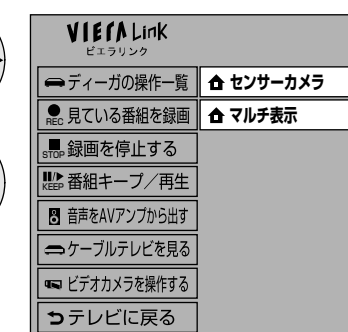 VIERA Link
ビエラリンク
ディーガの操作一覧
センサーカメラ
REC 見ている番組を録画
マルチ表示
STOP 録画を停止する
KEEP 番組キープ／再生
音声をAVアンプから出す
ケーブルテレビを見る
ビデオカメラを操作する
テレビに戻る